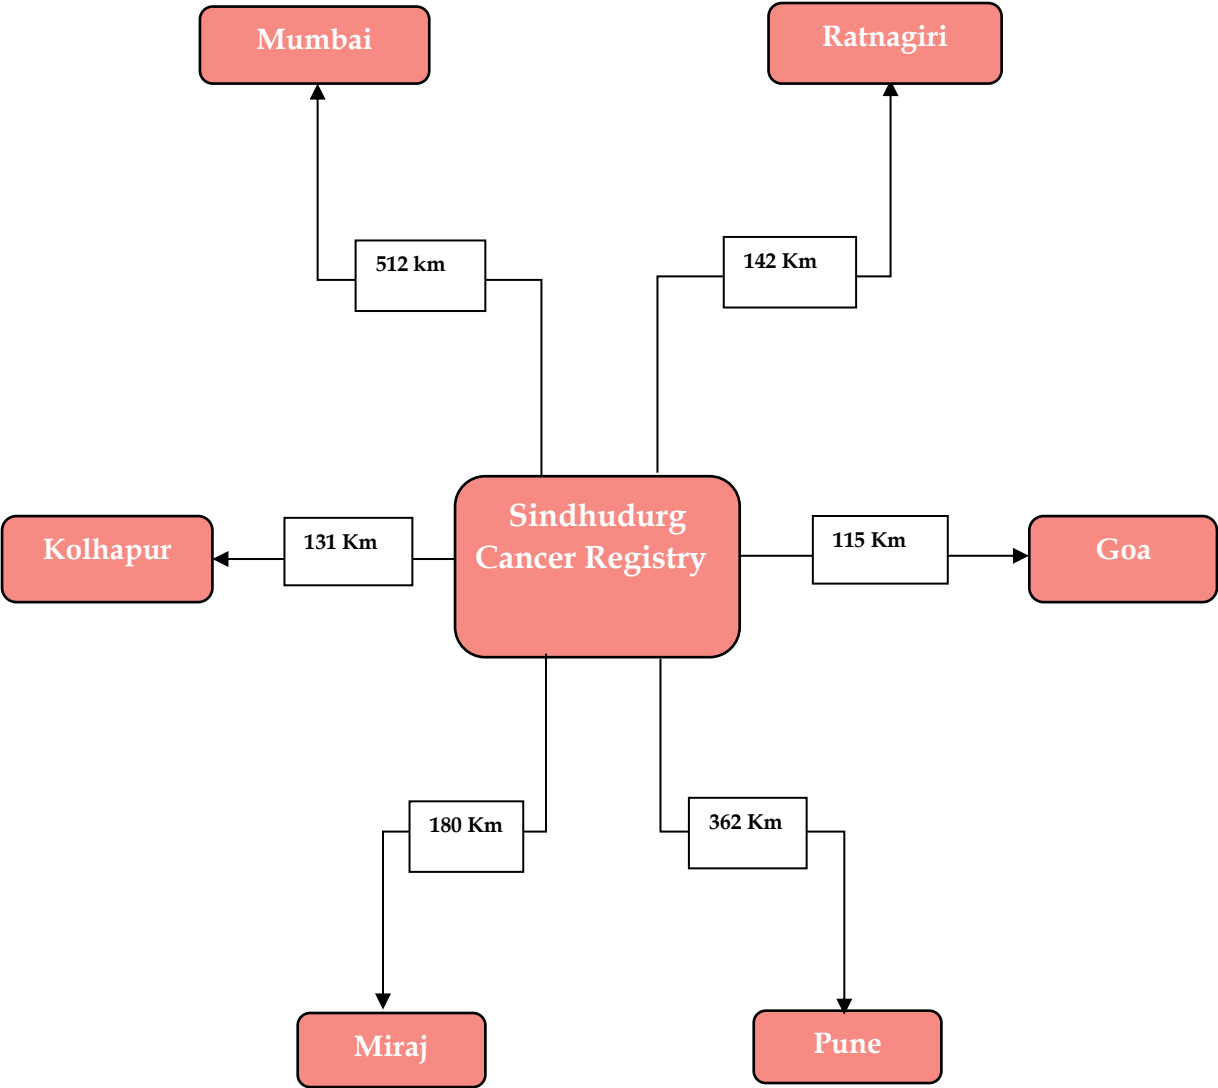 Mumbai
Ratnagiri
512 km
142 Km
Sindhudurg
Cancer Registry
Kolhapur
131 Km
115 Km
Goa
180 Km
362 Km
Miraj
Pune